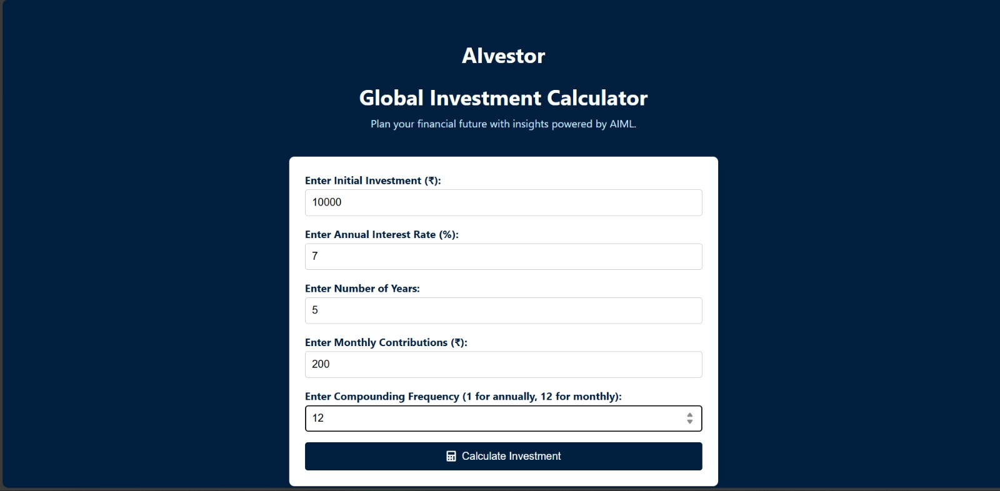 AIvestor
Global Investment Calculator
Plan your financial future with insights powered by AIML.
Enter Initial Investment (₹):
10000
Enter Annual Interest Rate (%):
7
Enter Number of Years:
5
Enter Monthly Contributions (₹):
200
Enter Compounding Frequency (1 for annually, 12 for monthly):
12
Calculate Investment